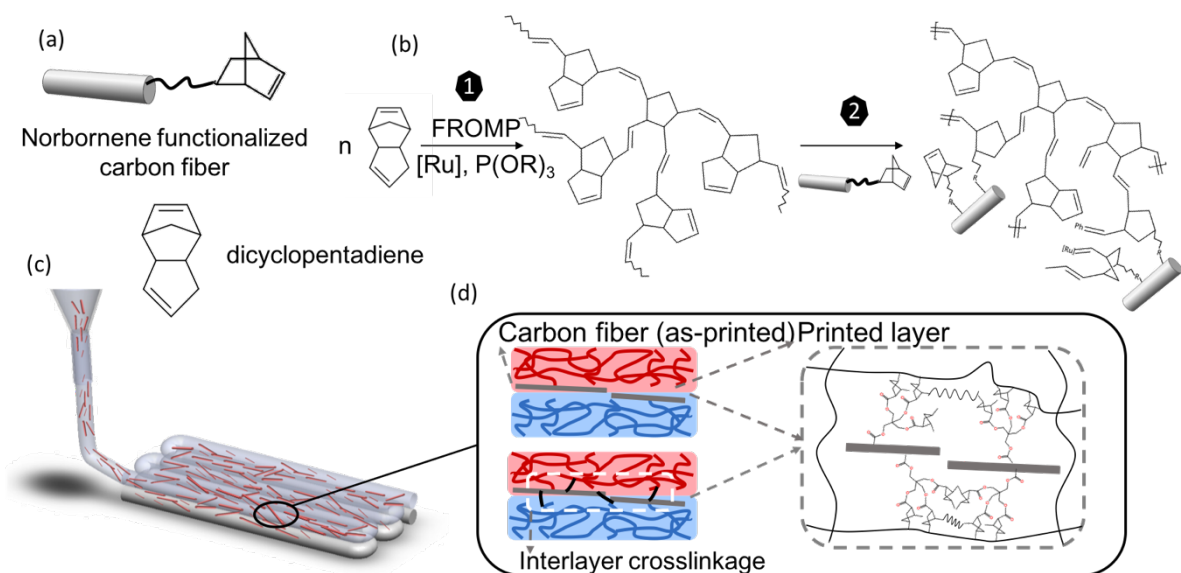 (a)
Norbornene functionalized
carbon fiber
dicyclopentadiene
(b)
n
1
FROMP
[Ru], P(OR)3
2
R
R
Ph
[Ru]
R
R
(c)
(d)
Carbon fiber (as-printed)
Printed layer
Interlayer crosslinkage